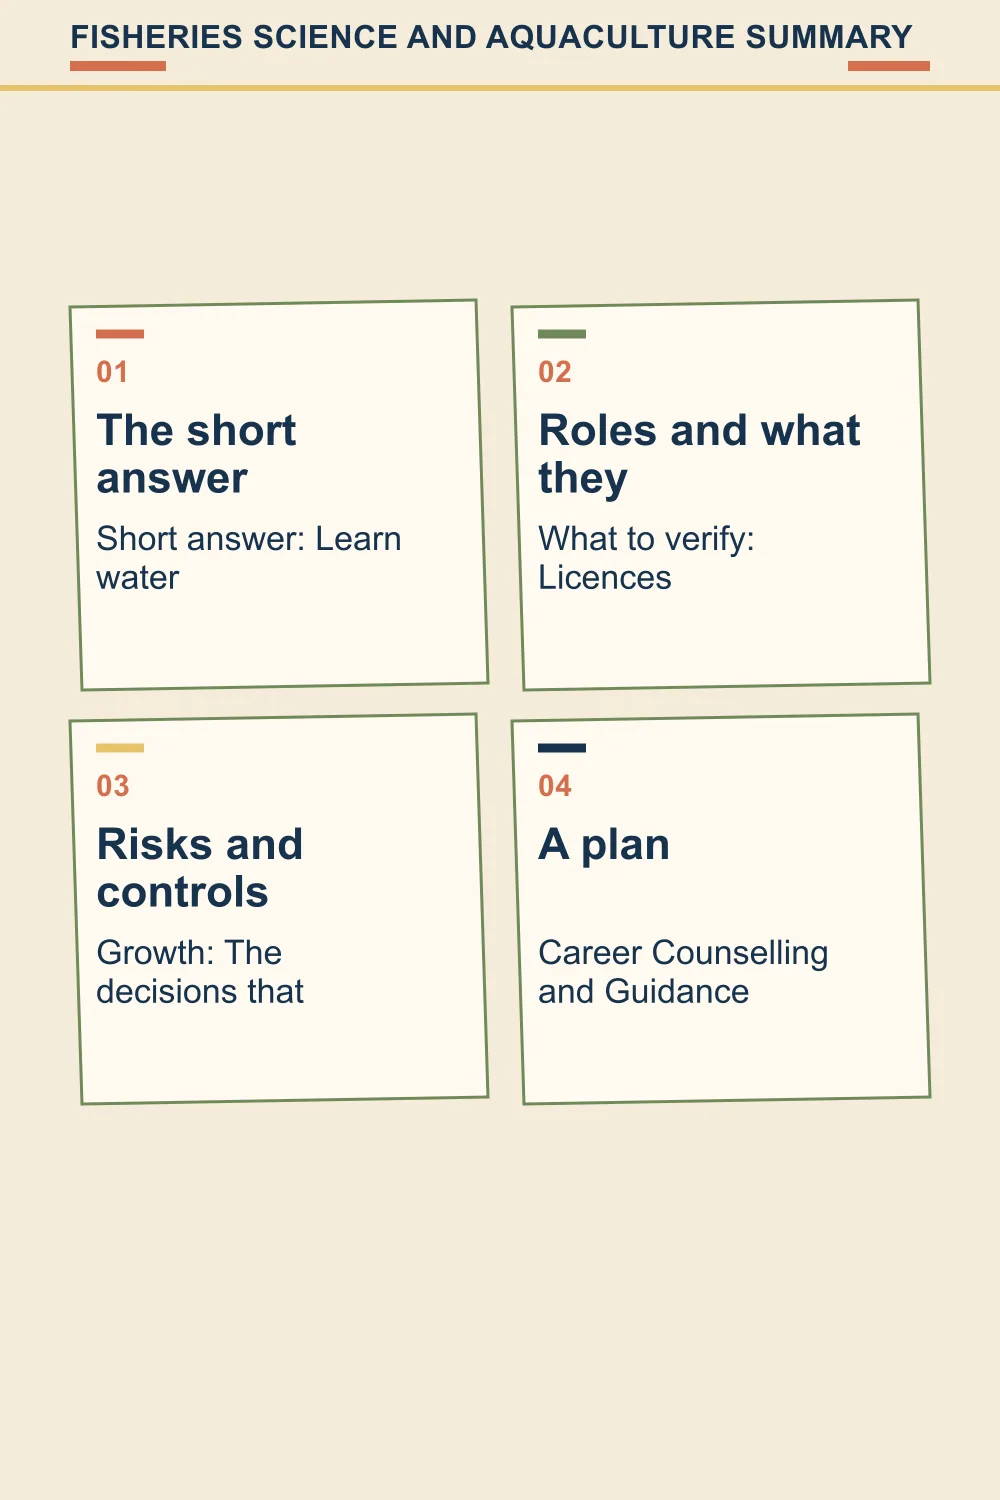 FISHERIES SCIENCE AND AQUACULTURE SUMMARY
01
The short
answer
Short answer: Learn
water
02
Roles and what
they
What to verify:
Licences
03
Risks and
controls
Growth: The
decisions that
04
A plan
Career Counselling
and Guidance